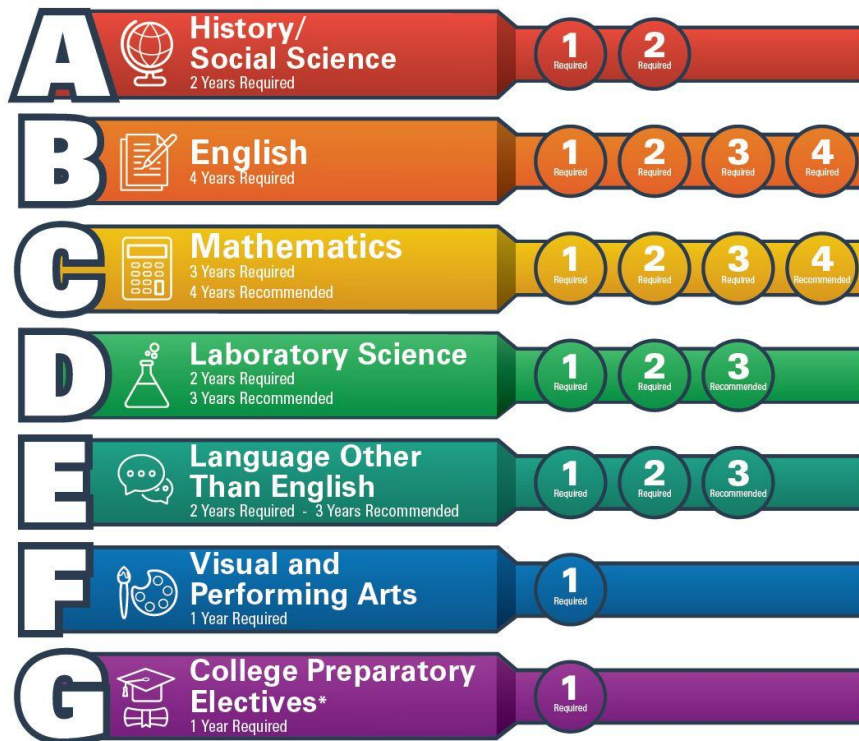 A
History/
Social Science
2 Years Required
1
Required
2
Required
B
English
4 Years Required
1
Required
2
Required
3
Required
4
Required
C
Mathematics
3 Years Required
4 Years Recommended
1
Required
2
Required
3
Required
4
Recommended
D
Laboratory Science
2 Years Required
3 Years Recommended
1
Required
2
Required
3
Recommended
E
Language Other
Than English
2 Years Required - 3 Years Recommended
1
Required
2
Required
3
Recommended
F
Visual and
Performing Arts
1 Year Required
1
Required
G
College Preparatory
Electives*
1 Year Required
1
Required